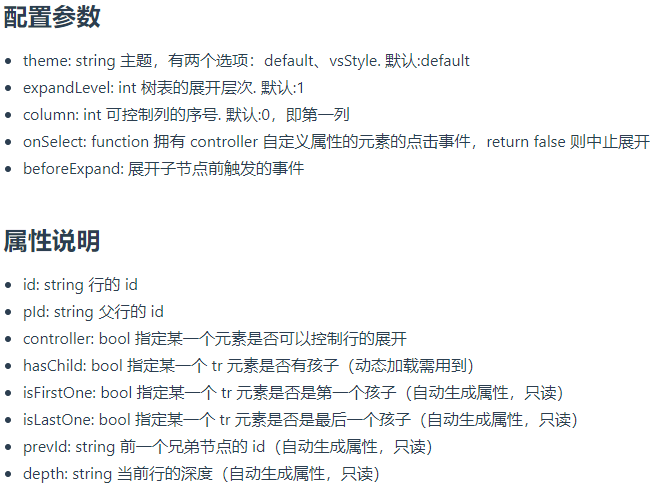 配置参数
theme: string 主题，有两个选项：default、vsStyle. 默认:default
expandLevel: int 树表的展开层次. 默认:1
column: int 可控制列的序号. 默认:0，即第一列
onSelect: function 拥有 controller 自定义属性的元素的点击事件，return false 则中止展开
beforeExpand: 展开子节点前触发的事件
属性说明
id: string 行的 id
pId: string 父行的 id
controller: bool 指定某一个元素是否可以控制行的展开
hasChild: bool 指定某一个 tr 元素是否有孩子（动态加载需用到）
isFirstOne: bool 指定某一个 tr 元素是否是第一个孩子（自动生成属性，只读）
isLastOne: bool 指定某一个 tr 元素是否是最后一个孩子（自动生成属性，只读）
prevId: string 前一个兄弟节点的 id（自动生成属性，只读）
depth: string 当前行的深度（自动生成属性，只读）